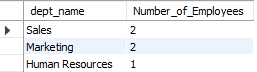 dept_name Number_of_Employees
Sales 2
Marketing 2
Human Resources 1